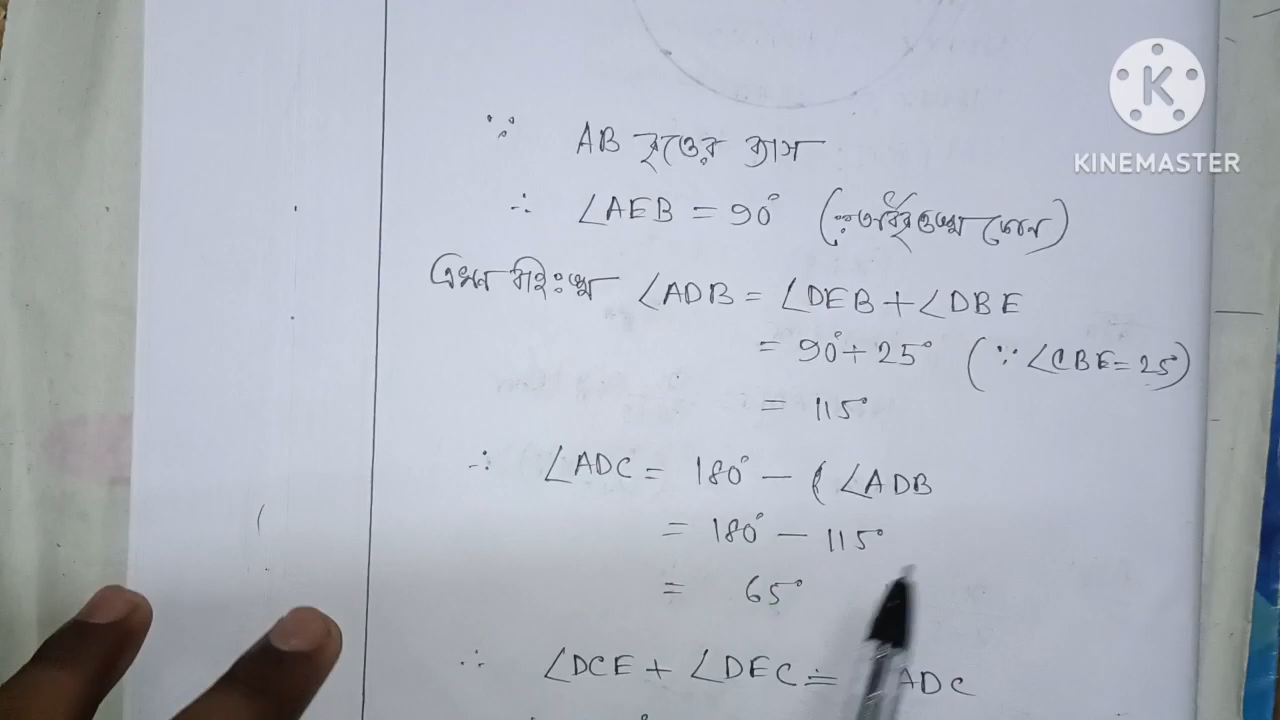 K
KINEMASTER
∵ AB বৃত্তের ব্যাস
∴ ∠AEB = 90° (∵ অর্ধবৃত্তস্থ কোন)
এখন বহিঃস্থ ∠ADB = ∠DEB + ∠DBE
= 90° + 25° (∵ ∠CBE = 25°)
= 115°
∴ ∠ADC = 180° − ( ∠ADB
= 180° − 115°
= 65°
∴ ∠DCE + ∠DEC = ADC